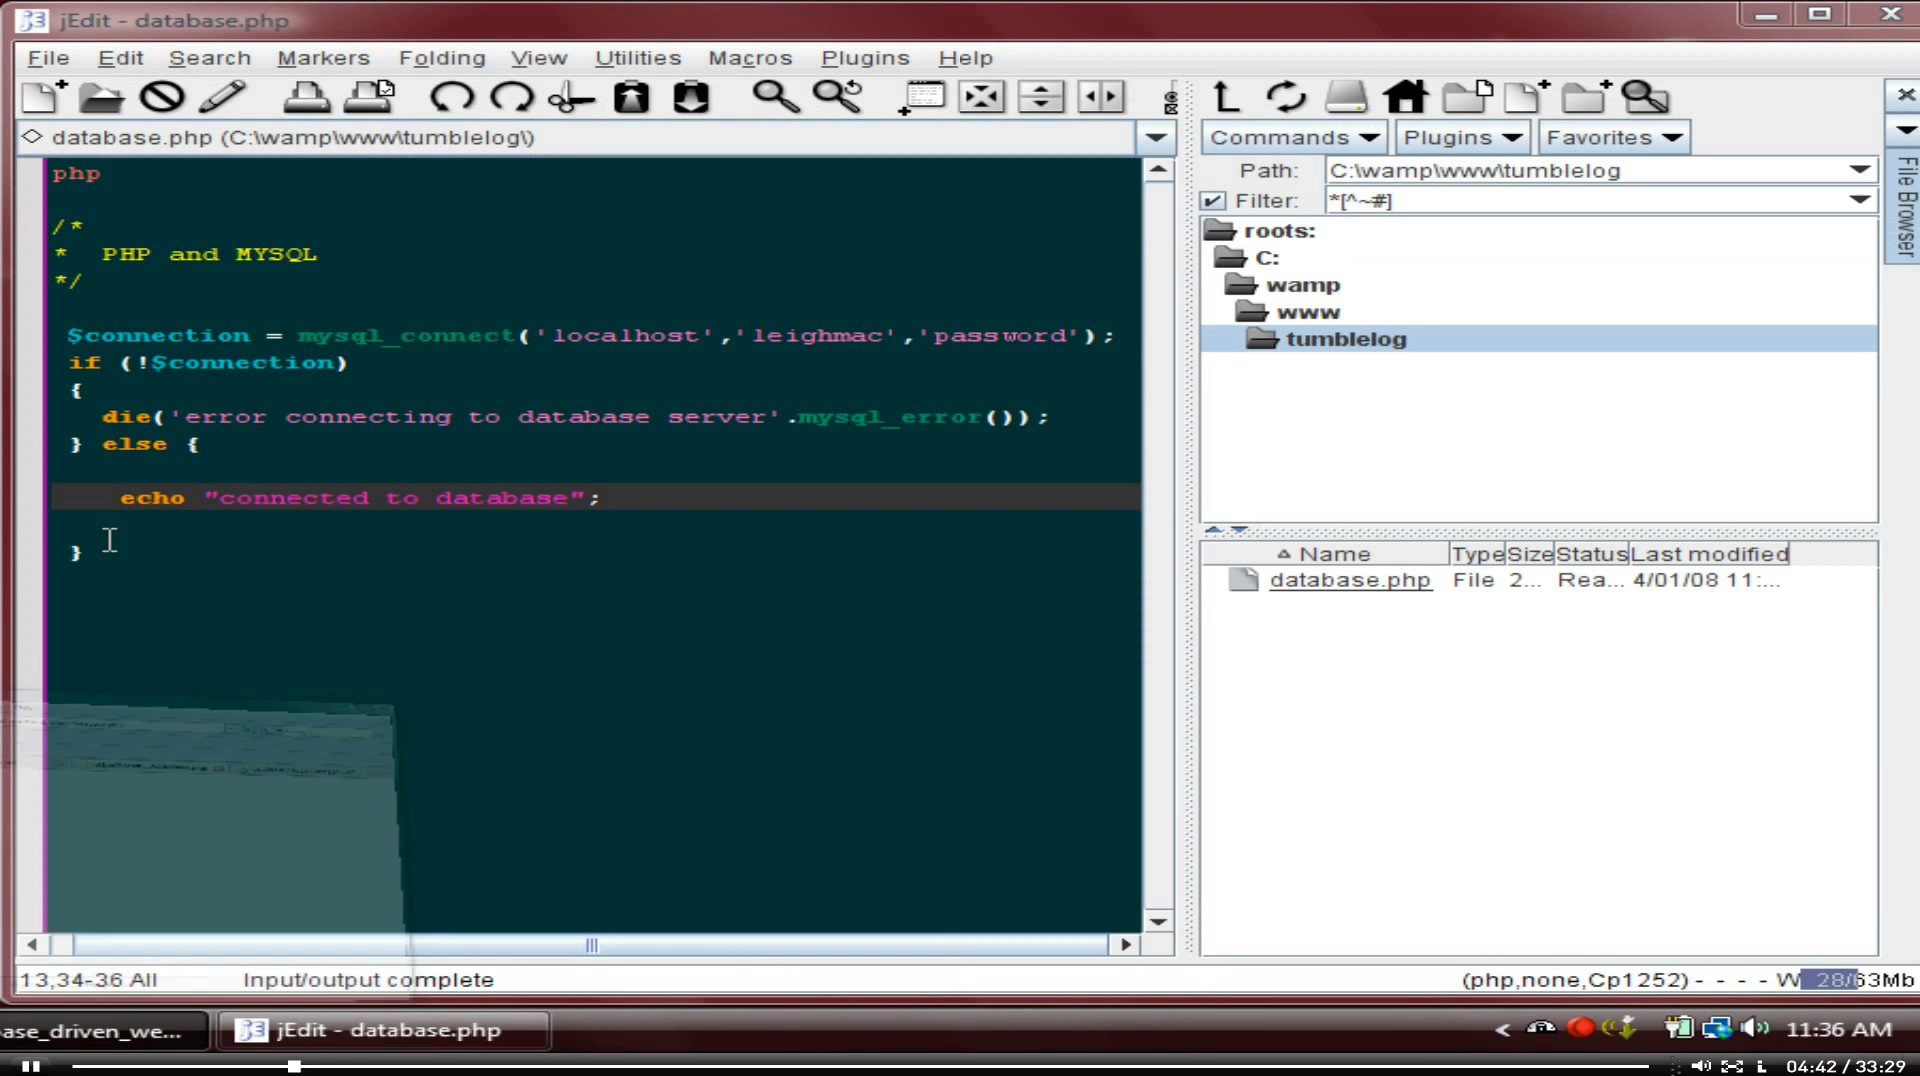 jEdit - database.php
File Edit Search Markers Folding View Utilities Macros Plugins Help
database.php (C:\wamp\www\tumblelog\)
php
/*
* PHP and MYSQL
*/
$connection = mysql_connect('localhost','leighmac','password');
if (!$connection)
{
die('error connecting to database server'.mysql_error());
} else {
echo "connected to database";
}
Commands Plugins Favorites
Path: C:\wamp\www\tumblelog
Filter: *[^~#]
roots:
C:
wamp
www
tumblelog
File Browser
Name Type Size Status Last modified
database.php File 2... Rea... 4/01/08 11:...
13,34-36 All Input/output complete (php,none,Cp1252) - - - - W 28/63Mb
ase_driven_we... jEdit - database.php 11:36 AM
04:42 / 33:29